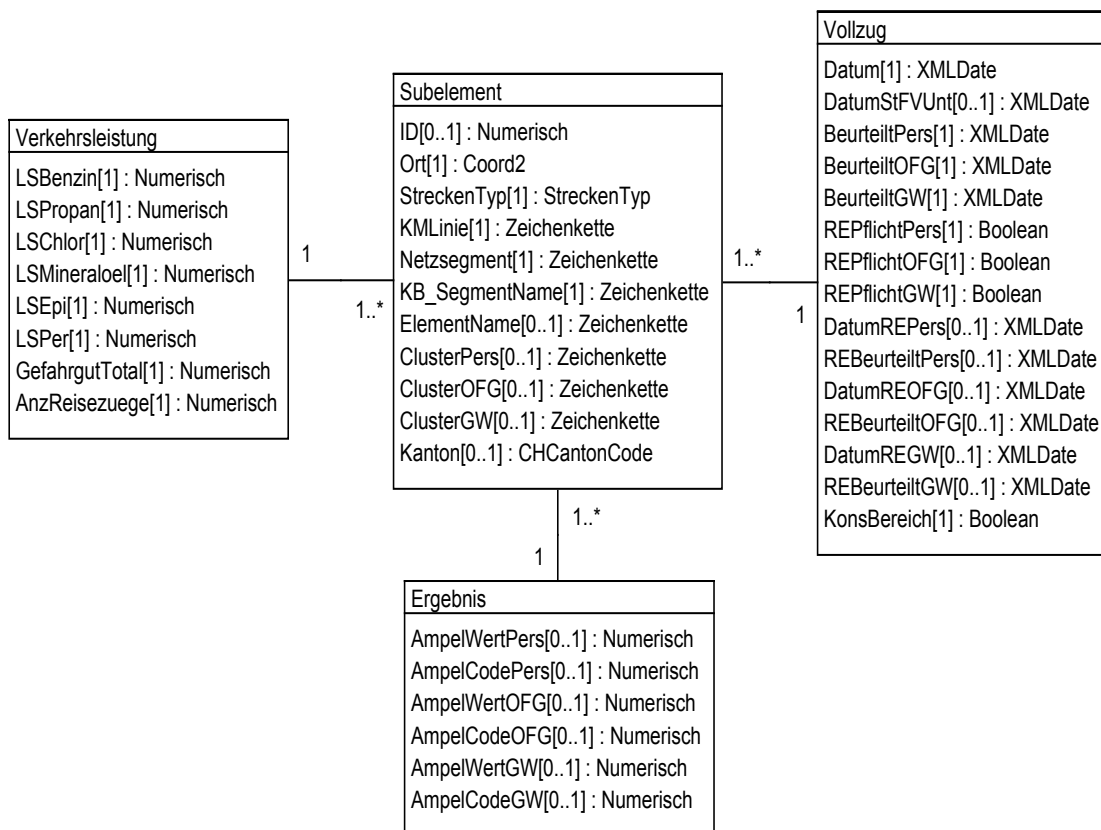 Verkehrsleistung
LSBenzin[1] : Numerisch
LSPropan[1] : Numerisch
LSChlor[1] : Numerisch
LSMineraloel[1] : Numerisch
LSEpi[1] : Numerisch
LSPer[1] : Numerisch
GefahrgutTotal[1] : Numerisch
AnzReisezuege[1] : Numerisch
1
1..*
Subelement
ID[0..1] : Numerisch
Ort[1] : Coord2
StreckenTyp[1] : StreckenTyp
KMLinie[1] : Zeichenkette
Netzsegment[1] : Zeichenkette
KB_SegmentName[1] : Zeichenkette
ElementName[0..1] : Zeichenkette
ClusterPers[0..1] : Zeichenkette
ClusterOFG[0..1] : Zeichenkette
ClusterGW[0..1] : Zeichenkette
Kanton[0..1] : CHCantonCode
1..*
1
Vollzug
Datum[1] : XMLDate
DatumStFVUnt[0..1] : XMLDate
BeurteiltPers[1] : XMLDate
BeurteiltOFG[1] : XMLDate
BeurteiltGW[1] : XMLDate
REPflichtPers[1] : Boolean
REPflichtOFG[1] : Boolean
REPflichtGW[1] : Boolean
DatumREPers[0..1] : XMLDate
REBeurteiltPers[0..1] : XMLDate
DatumREOFG[0..1] : XMLDate
REBeurteiltOFG[0..1] : XMLDate
DatumREGW[0..1] : XMLDate
REBeurteiltGW[0..1] : XMLDate
KonsBereich[1] : Boolean
1..*
1
Ergebnis
AmpelWertPers[0..1] : Numerisch
AmpelCodePers[0..1] : Numerisch
AmpelWertOFG[0..1] : Numerisch
AmpelCodeOFG[0..1] : Numerisch
AmpelWertGW[0..1] : Numerisch
AmpelCodeGW[0..1] : Numerisch